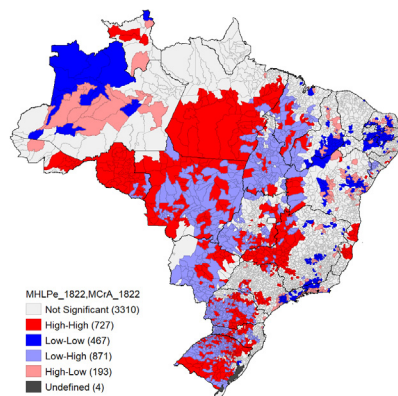 MHLPe_1822,MCrA_1822
Not Significant (3310)
High-High (727)
Low-Low (467)
Low-High (871)
High-Low (193)
Undefined (4)